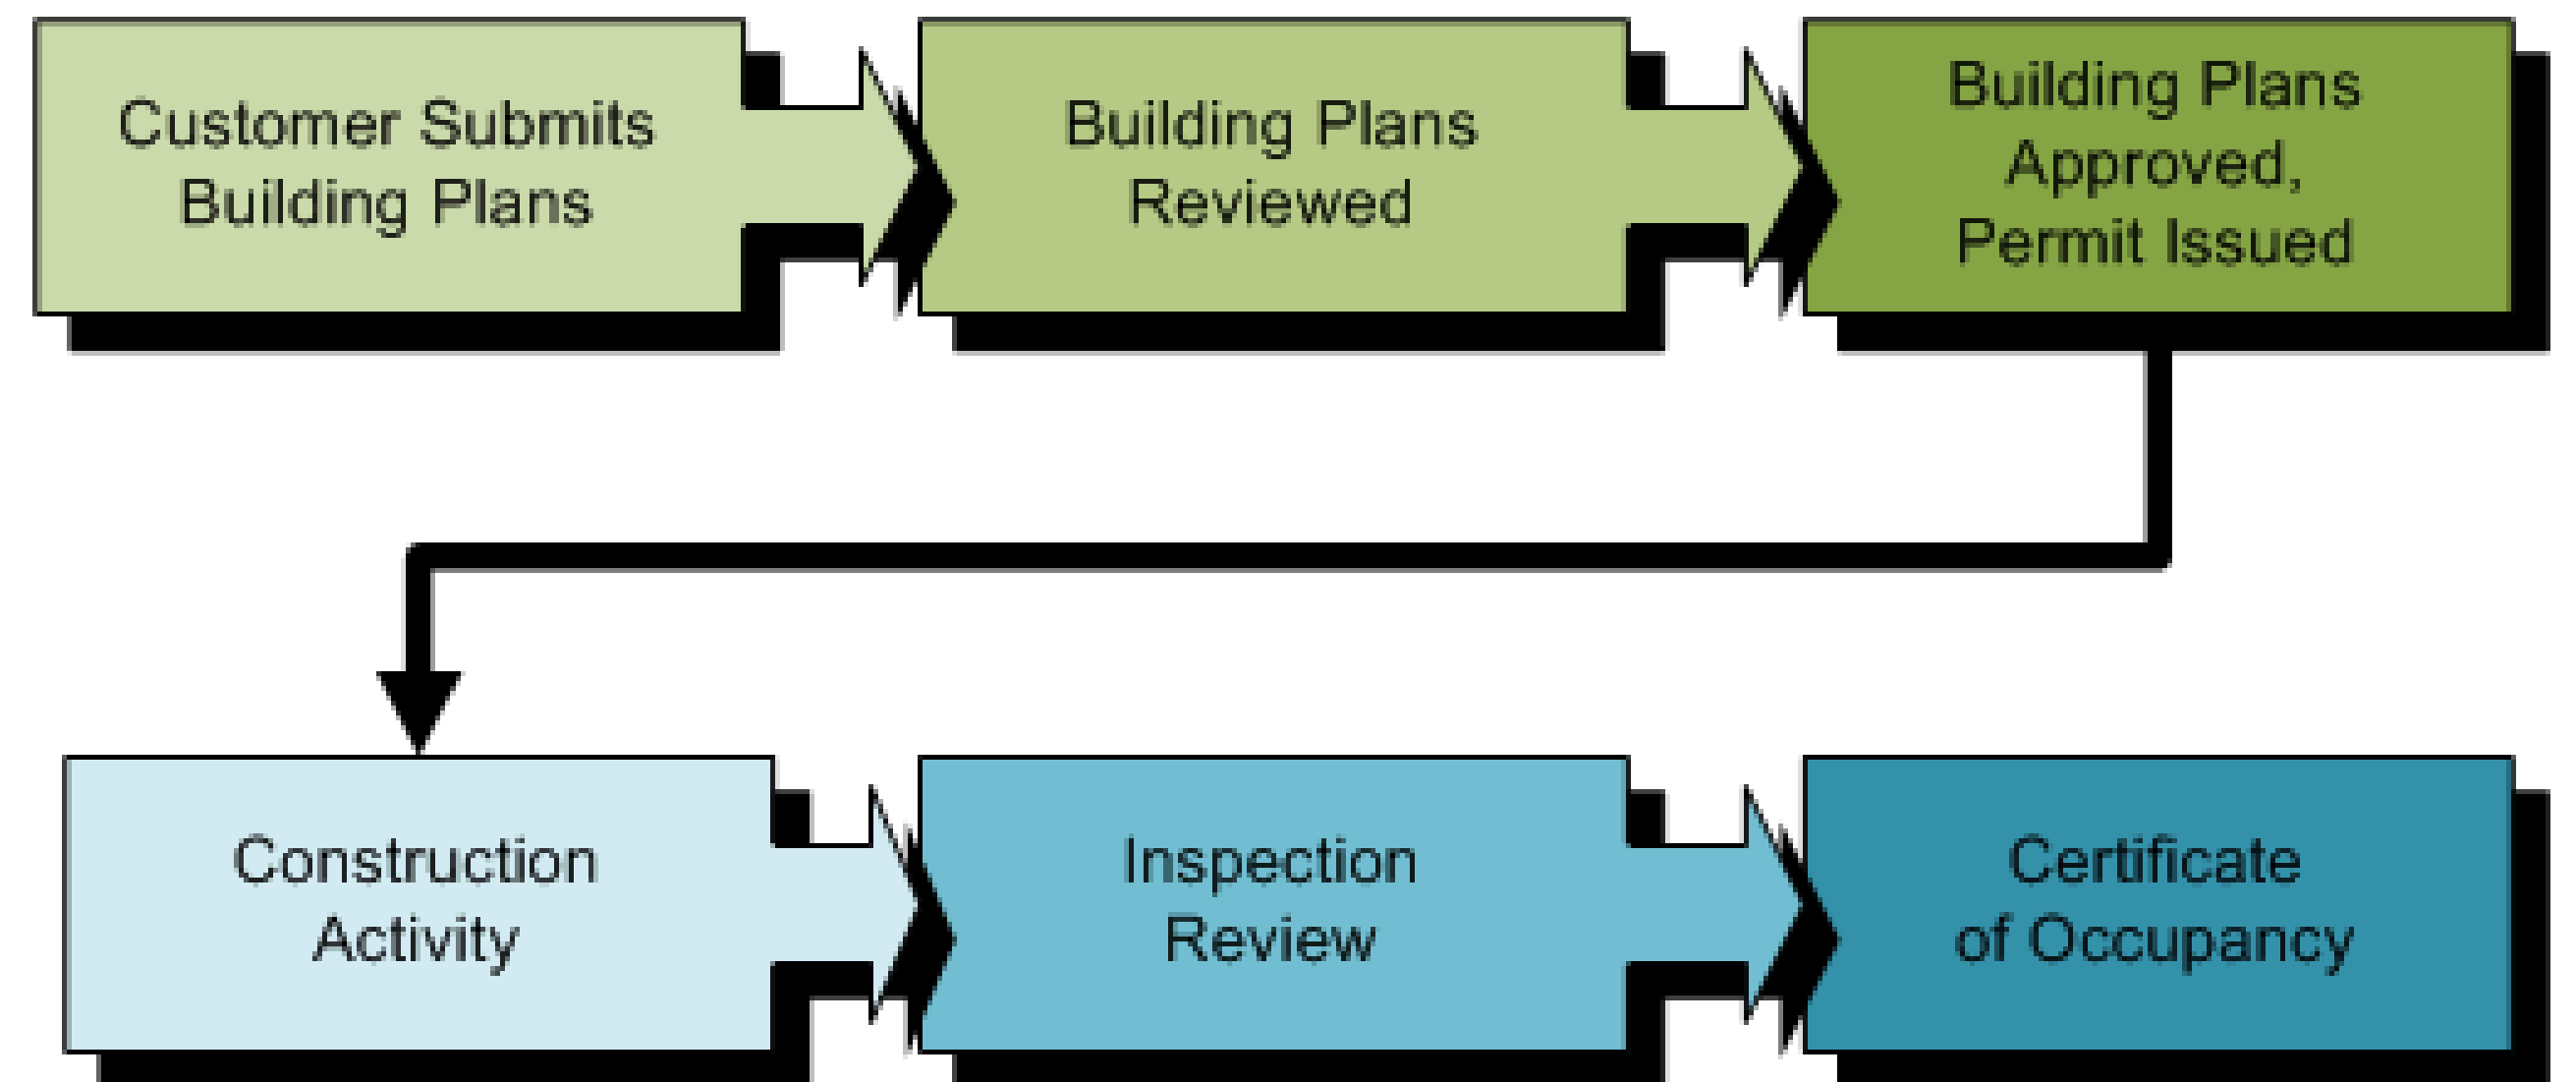 Customer Submits
Building Plans
Building Plans
Reviewed
Building Plans
Approved,
Permit Issued
Construction
Activity
Inspection
Review
Certificate
of Occupancy